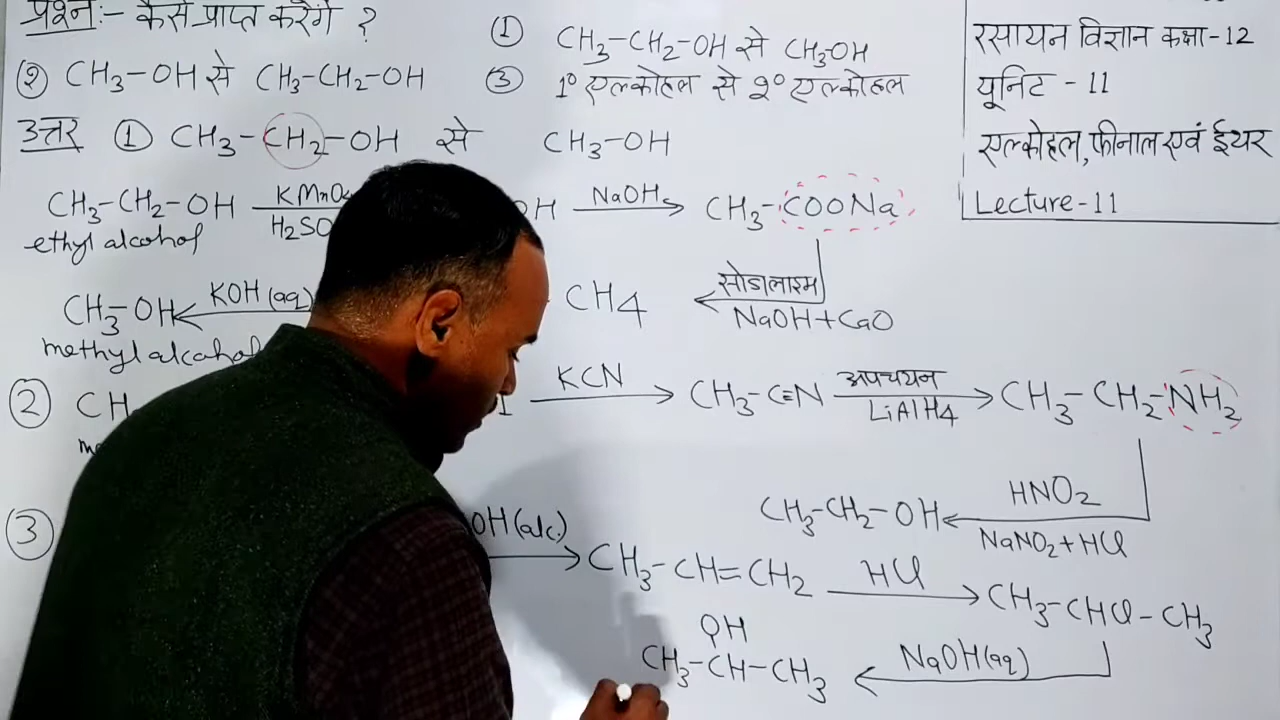 प्रश्न:- कैसे प्राप्त करेंगे ?
① CH3-CH2-OH से CH3OH
② CH3-OH से CH3-CH2-OH
③ 1° एल्कोहल से 2° एल्कोहल
रसायन विज्ञान कक्षा-12
यूनिट - 11
एल्कोहल, फीनाल एवं ईथर
Lecture-11
उत्तर ① CH3-CH2-OH से CH3-OH
CH3-CH2-OH KMnO4 H2SO OH NaOH CH3-COONa
ethyl alcohol
सोडालाइम
NaOH+CaO
CH4
KOH(aq)
CH3-OH
methyl alcohol
② CH I KCN CH3-C≡N अपचयन LiAlH4 CH3-CH2-NH2
HNO2
NaNO2+HCl
CH3-CH2-OH
③ OH(alc.) CH3-CH=CH2 HCl CH3-CHCl-CH3
NaOH(aq)
OH
CH3-CH-CH3